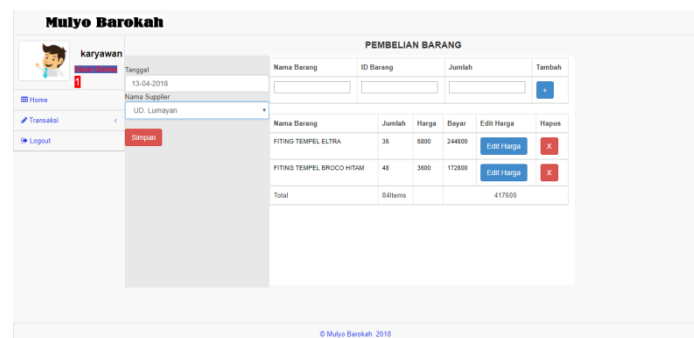 Mulyo Barokah
karyawan
1
Home
Transaksi
Logout
PEMBELIAN BARANG
Tanggal
13-04-2018
Nama Supplier
UD. Lumayan
Simpan
Nama Barang ID Barang Jumlah Tambah
+
Nama Barang Jumlah Harga Bayar Edit Harga Hapus
FITING TEMPEL ELTRA 36 6800 244800 Edit Harga X
FITING TEMPEL BROCO HITAM 48 3600 172800 Edit Harga X
Total 84Items 417600
© Mulyo Barokah 2018